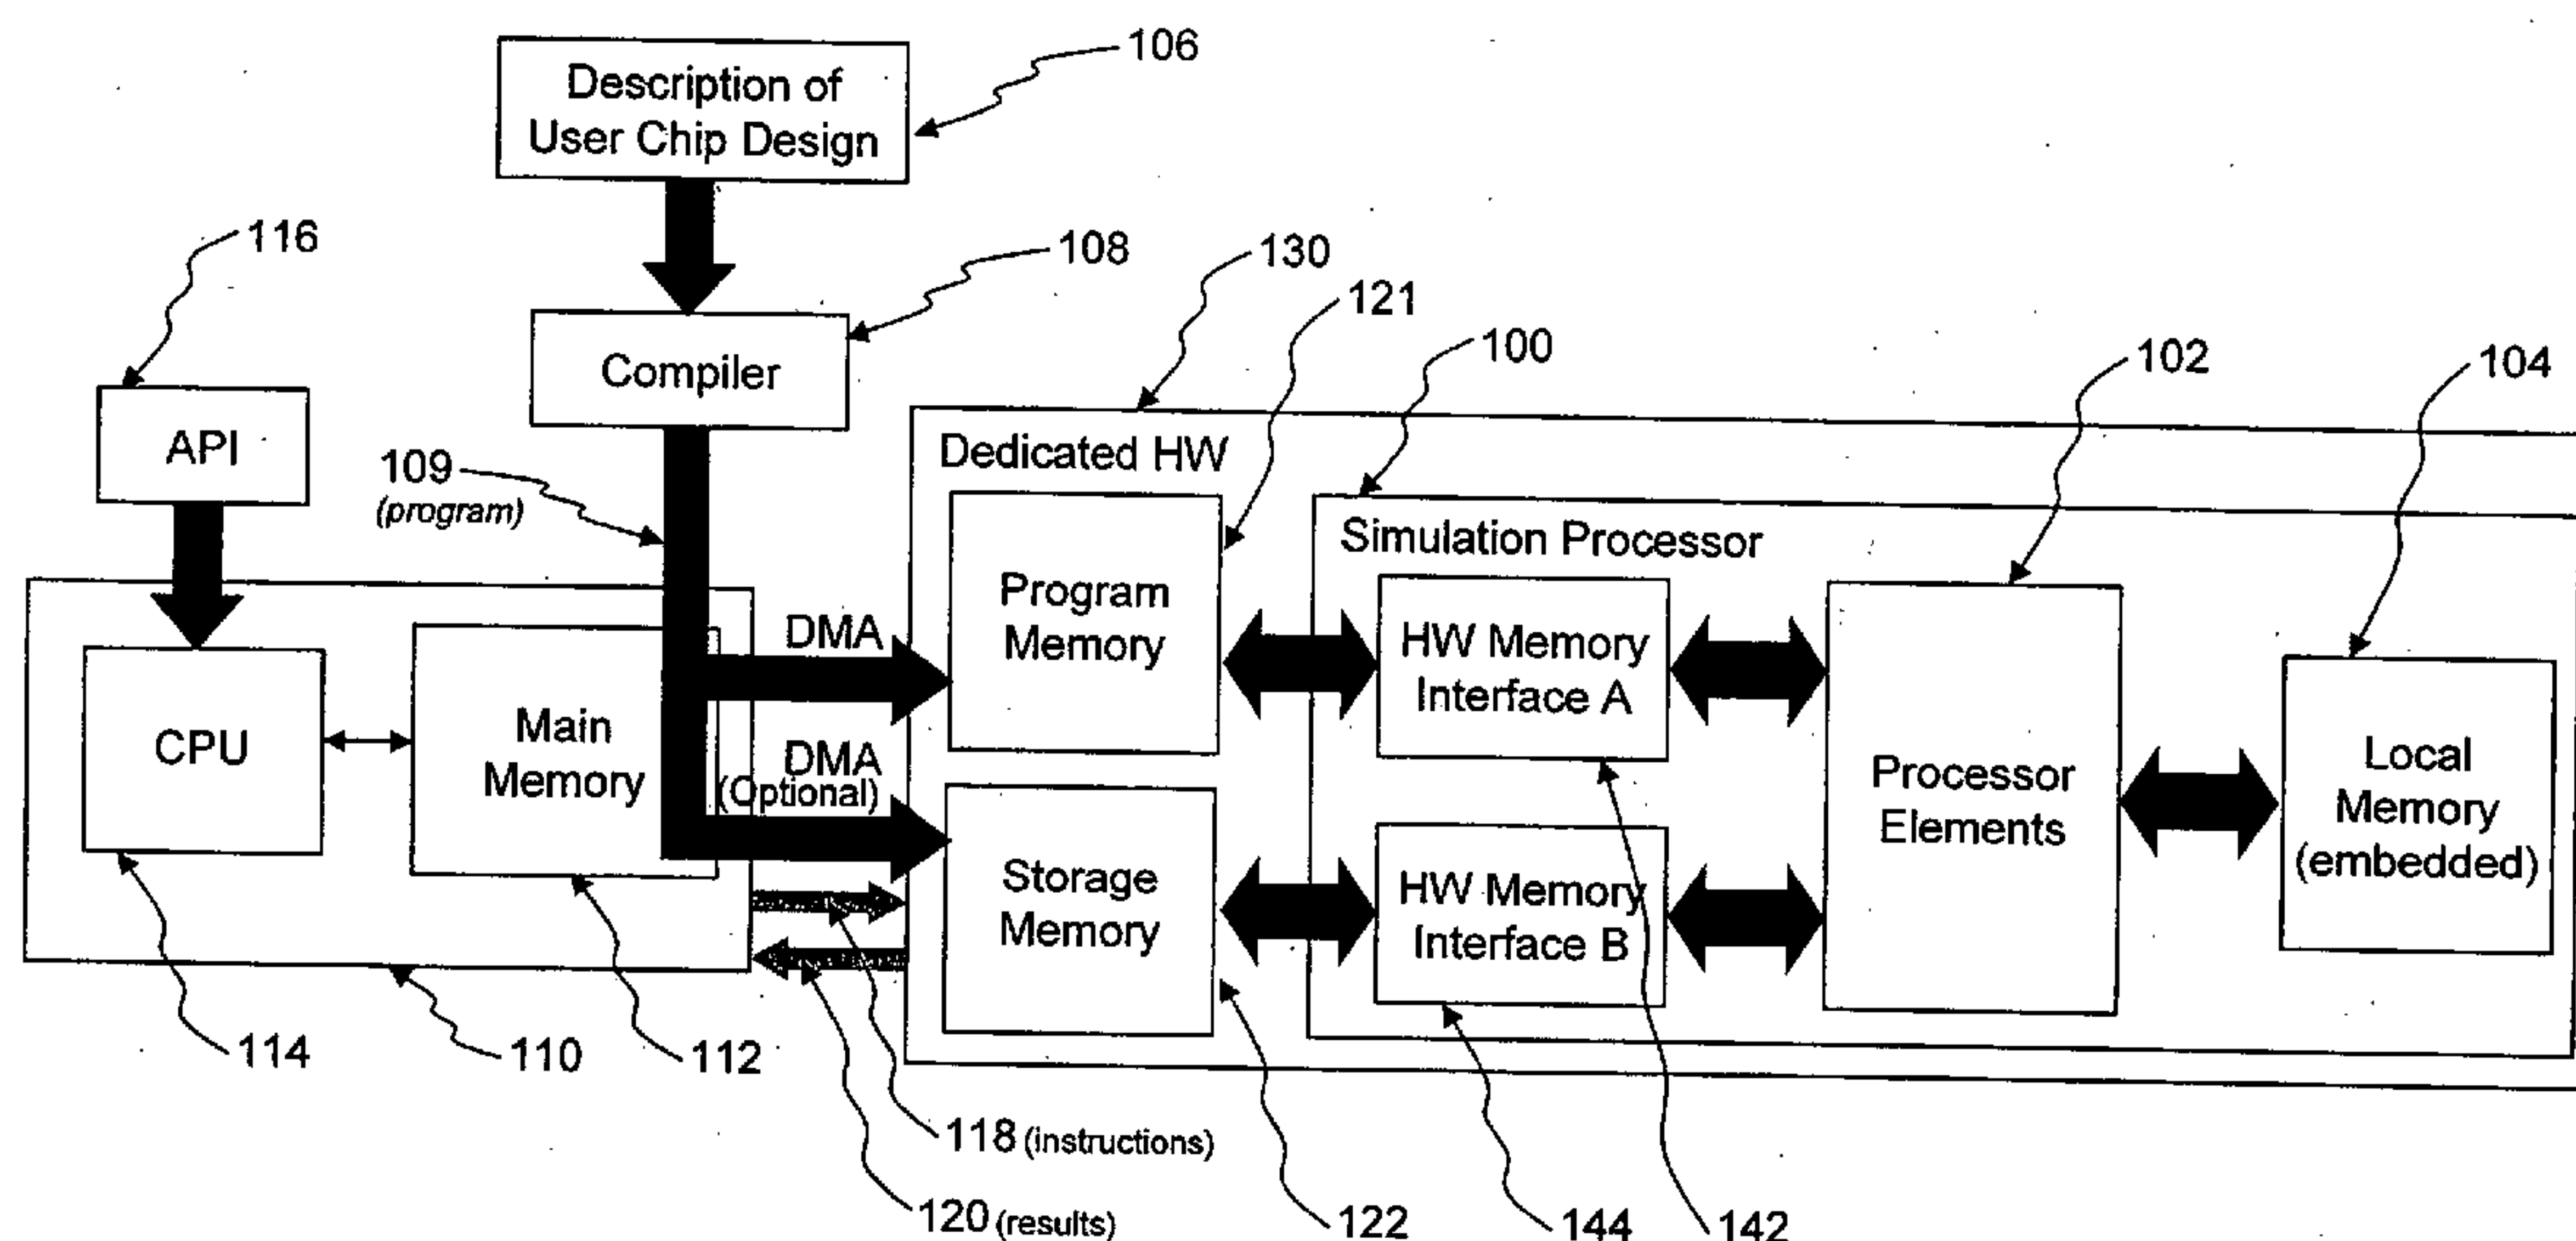 106
Description of
User Chip Design
116
108
130
121
100
102
104
Compiler
API
109
(program)
Dedicated HW
Simulation Processor
Program
Memory
DMA
HW Memory
Interface A
CPU
Main
Memory
DMA
(Optional)
Processor
Elements
Local
Memory
(embedded)
Storage
Memory
HW Memory
Interface B
114
110
112
118 (instructions)
120 (results)
122
144
142